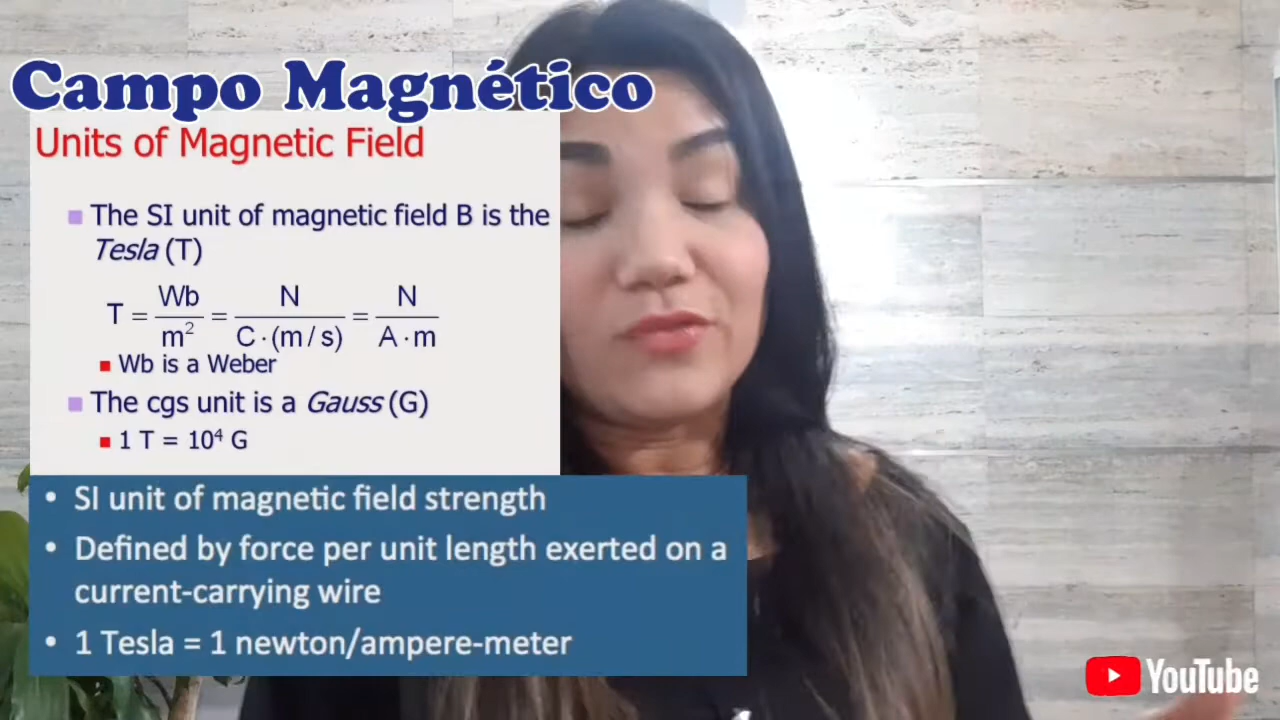 Campo Magnético
Units of Magnetic Field
The SI unit of magnetic field B is the
Tesla (T)
T = Wb/m² = N/C·(m/s) = N/A·m
Wb is a Weber
The cgs unit is a Gauss (G)
1 T = 10⁴ G
• SI unit of magnetic field strength
• Defined by force per unit length exerted on a
current-carrying wire
• 1 Tesla = 1 newton/ampere-meter
YouTube